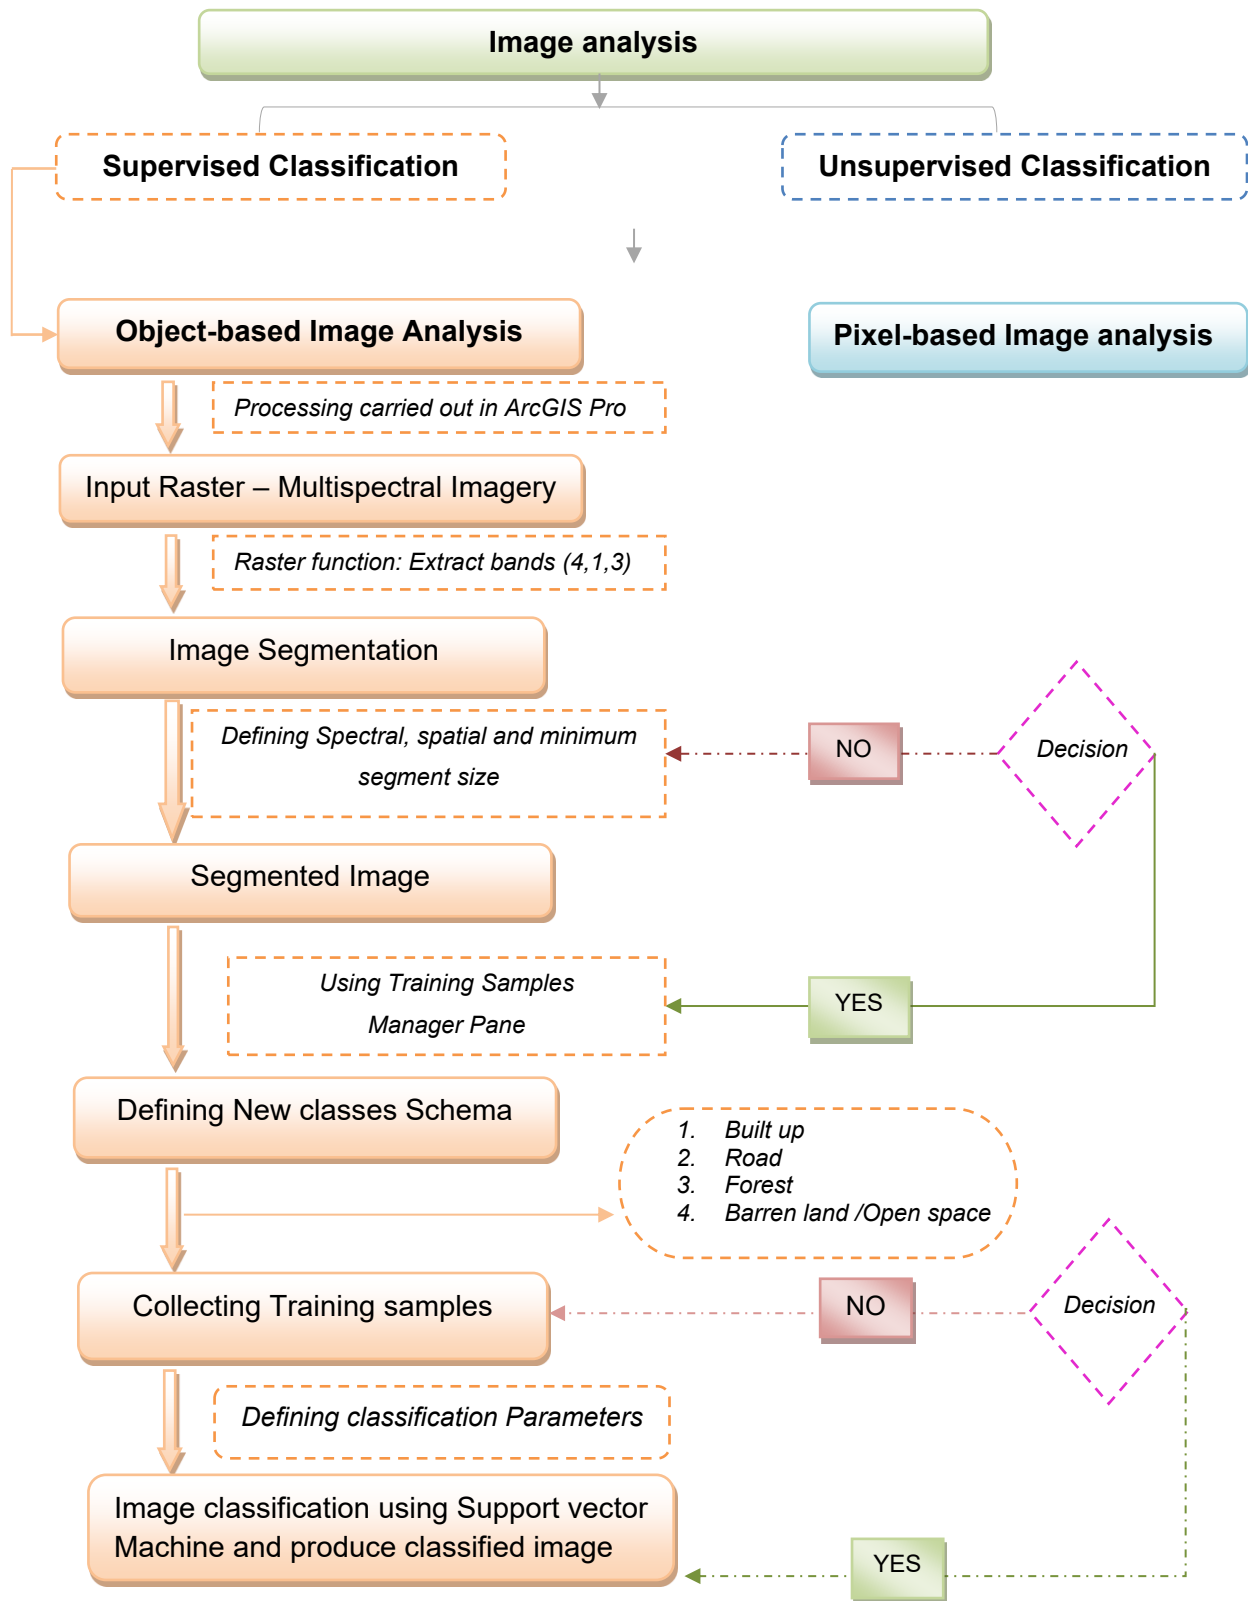 Image analysis
Supervised Classification
Unsupervised Classification
Object-based Image Analysis
Pixel-based Image analysis
Processing carried out in ArcGIS Pro
Input Raster – Multispectral Imagery
Raster function: Extract bands (4,1,3)
Image Segmentation
Defining Spectral, spatial and minimum
segment size
NO
Decision
Segmented Image
Using Training Samples
Manager Pane
YES
Defining New classes Schema
1. Built up
2. Road
3. Forest
4. Barren land /Open space
Collecting Training samples
NO
Decision
Defining classification Parameters
Image classification using Support vector
Machine and produce classified image
YES